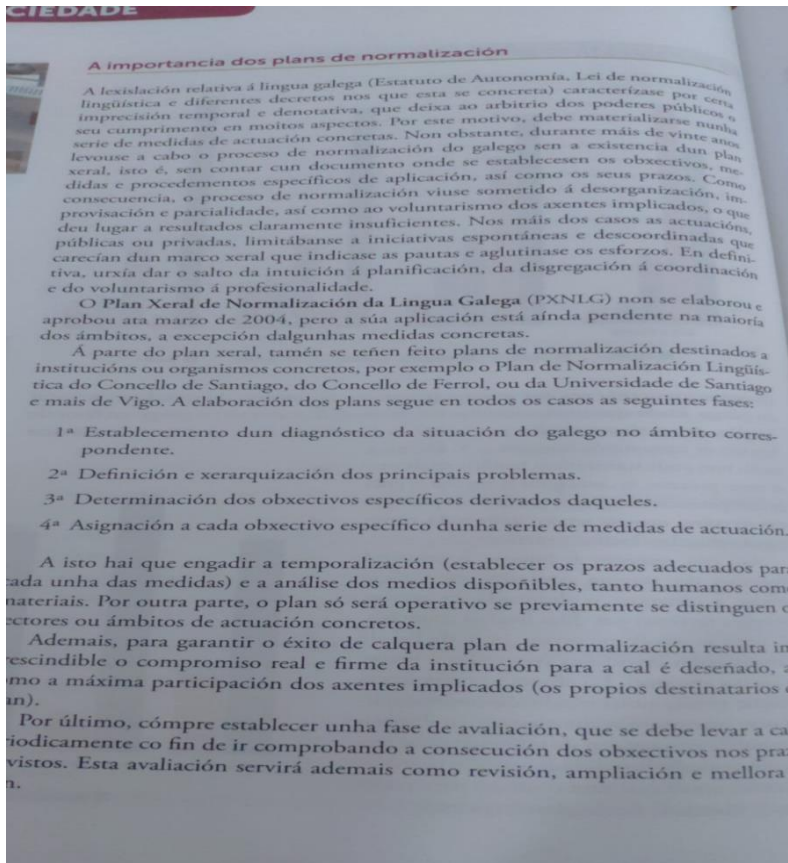 CIEDADE
A importancia dos plans de normalización
A lexislación relativa á lingua galega (Estatuto de Autonomía, Lei de normalización
lingüística e diferentes decretos nos que esta se concreta) caracterízase por certa
imprecisión temporal e denotativa, que deixa ao arbitrio dos poderes públicos o
seu cumprimento en moitos aspectos. Por este motivo, debe materializarse nunha
serie de medidas de actuación concretas. Non obstante, durante máis de vinte anos
levouse a cabo o proceso de normalización do galego sen a existencia dun plan
xeral, isto é, sen contar cun documento onde se establecesen os obxectivos, me-
didas e procedementos específicos de aplicación, así como os seus prazos. Como
consecuencia, o proceso de normalización viuse sometido á desorganización, im-
provisación e parcialidade, así como ao voluntarismo dos axentes implicados, o que
deu lugar a resultados claramente insuficientes. Nos máis dos casos as actuacións,
públicas ou privadas, limitábanse a iniciativas espontáneas e descoordinadas que
carecían dun marco xeral que indicase as pautas e aglutinase os esforzos. En defini-
tiva, urxía dar o salto da intuición á planificación, da disgregación á coordinación
e do voluntarismo á profesionalidade.
O Plan Xeral de Normalización da Lingua Galega (PXNLG) non se elaborou e
aprobou ata marzo de 2004, pero a súa aplicación está aínda pendente na maioría
dos ámbitos, a excepción dalgunhas medidas concretas.
Á parte do plan xeral, tamén se teñen feito plans de normalización destinados a
institucións ou organismos concretos, por exemplo o Plan de Normalización Lingüís-
tica do Concello de Santiago, do Concello de Ferrol, ou da Universidade de Santiago
e mais de Vigo. A elaboración dos plans segue en todos os casos as seguintes fases:
1ª Establecemento dun diagnóstico da situación do galego no ámbito corres-
pondente.
2ª Definición e xerarquización dos principais problemas.
3ª Determinación dos obxectivos específicos derivados daqueles.
4ª Asignación a cada obxectivo específico dunha serie de medidas de actuación.
A isto hai que engadir a temporalización (establecer os prazos adecuados par
cada unha das medidas) e a análise dos medios dispoñibles, tanto humanos com
materiais. Por outra parte, o plan só será operativo se previamente se distinguen
ectores ou ámbitos de actuación concretos.
Ademais, para garantir o éxito de calquera plan de normalización resulta im
rescindible o compromiso real e firme da institución para a cal é deseñado, a
mo a máxima participación dos axentes implicados (os propios destinatarios
an).
Por último, cómpre establecer unha fase de avaliación, que se debe levar a ca
riodicamente co fin de ir comprobando a consecución dos obxectivos nos pra
vistos. Esta avaliación servirá ademais como revisión, ampliación e mellora
n.